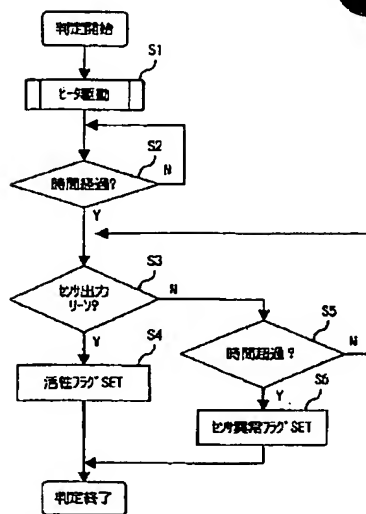 判定開始
S1
ヒータ駆動
S2
時間経過?
N
Y
S3
センサ出力
リーン?
N
Y
S4
活性フラグSET
S5
時間経過?
N
Y
S6
センサ異常フラグSET
判定終了